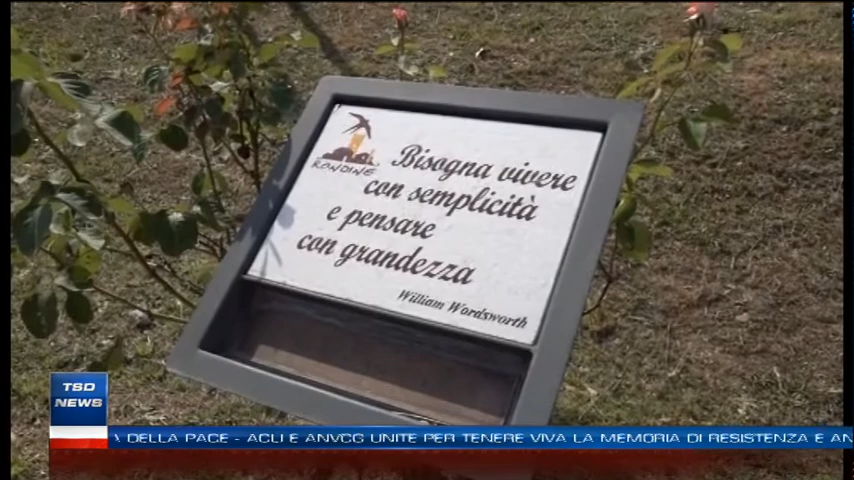 RONDINE
Bisogna vivere
con semplicità
e pensare
con grandezza
William Wordsworth
TSD
NEWS
DELLA PACE - ACLI E ANVCG UNITE PER TENERE VIVA LA MEMORIA DI RESISTENZA E